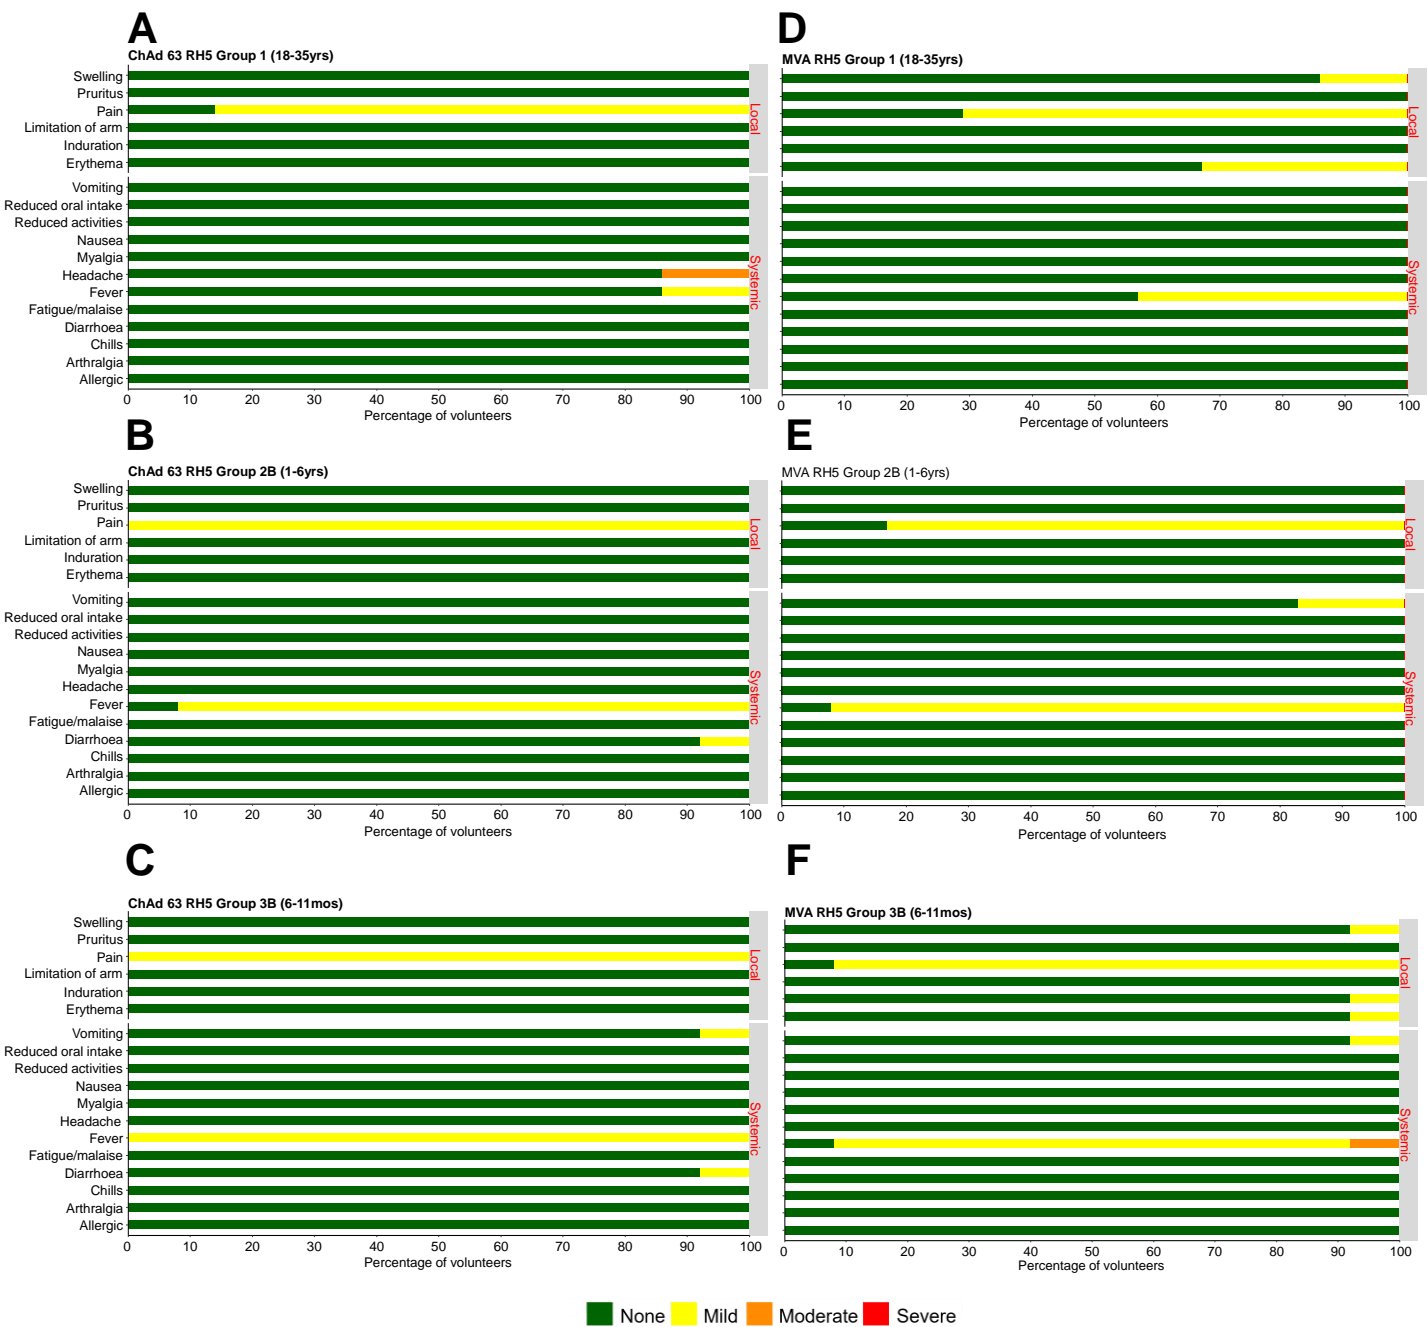 A
ChAd 63 RH5 Group 1 (18-35yrs)
Swelling
Pruritus
Pain
Limitation of arm
Induration
Erythema
Local
Vomiting
Reduced oral intake
Reduced activities
Nausea
Myalgia
Headache
Fever
Fatigue/malaise
Diarrhoea
Chills
Arthralgia
Allergic
Systemic
0 10 20 30 40 50 60 70 80 90 100
Percentage of volunteers
D
MVA RH5 Group 1 (18-35yrs)
Local
Systemic
0 10 20 30 40 50 60 70 80 90 100
Percentage of volunteers
B
ChAd 63 RH5 Group 2B (1-6yrs)
Swelling
Pruritus
Pain
Limitation of arm
Induration
Erythema
Local
Vomiting
Reduced oral intake
Reduced activities
Nausea
Myalgia
Headache
Fever
Fatigue/malaise
Diarrhoea
Chills
Arthralgia
Allergic
Systemic
0 10 20 30 40 50 60 70 80 90 100
Percentage of volunteers
E
MVA RH5 Group 2B (1-6yrs)
Local
Systemic
0 10 20 30 40 50 60 70 80 90 100
Percentage of volunteers
C
ChAd 63 RH5 Group 3B (6-11mos)
Swelling
Pruritus
Pain
Limitation of arm
Induration
Erythema
Local
Vomiting
Reduced oral intake
Reduced activities
Nausea
Myalgia
Headache
Fever
Fatigue/malaise
Diarrhoea
Chills
Arthralgia
Allergic
Systemic
0 10 20 30 40 50 60 70 80 90 100
Percentage of volunteers
F
MVA RH5 Group 3B (6-11mos)
Local
Systemic
0 10 20 30 40 50 60 70 80 90 100
Percentage of volunteers
None Mild Moderate Severe